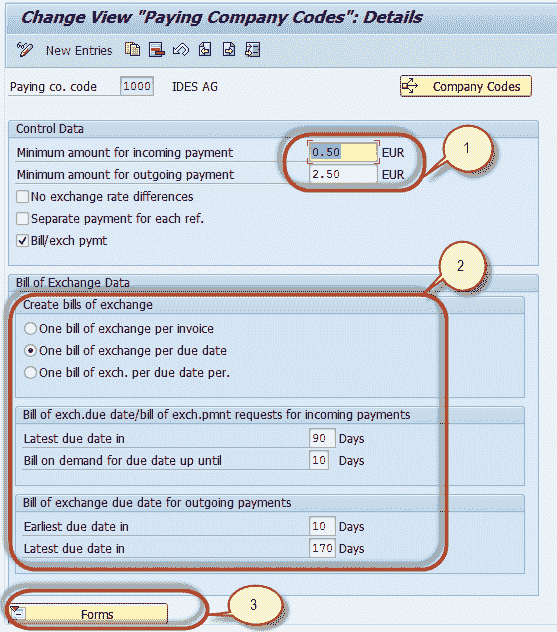 Change View "Paying Company Codes": Details
New Entries
Paying co. code 1000 IDES AG Company Codes
Control Data
Minimum amount for incoming payment 0.50 EUR
1
Minimum amount for outgoing payment 2.50 EUR
No exchange rate differences
Separate payment for each ref.
Bill/exch pymt
2
Bill of Exchange Data
Create bills of exchange
One bill of exchange per invoice
One bill of exchange per due date
One bill of exch. per due date per.
Bill of exch.due date/bill of exch.pmnt requests for incoming payments
Latest due date in 90 Days
Bill on demand for due date up until 10 Days
Bill of exchange due date for outgoing payments
Earliest due date in 10 Days
Latest due date in 170 Days
Forms
3